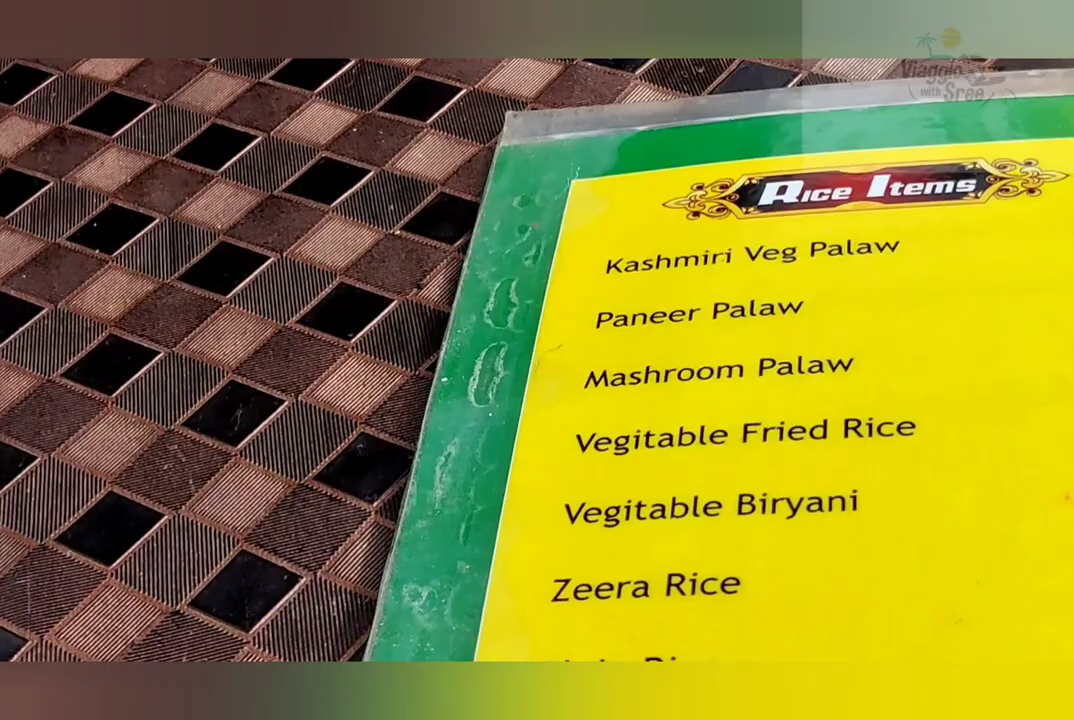 Viaggio
with Sree
Rice Items
Kashmiri Veg Palaw
Paneer Palaw
Mashroom Palaw
Vegitable Fried Rice
Vegitable Biryani
Zeera Rice